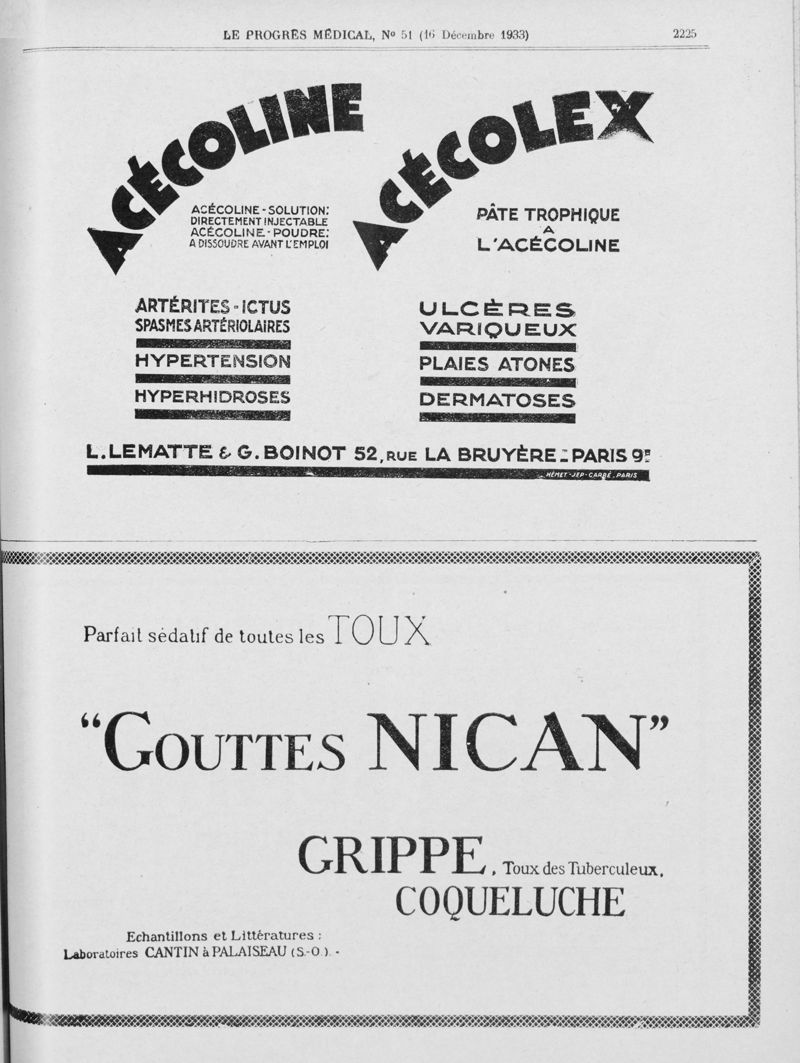 LE PROGRÈS MÉDICAL, Nº 51 (16 Décembre 1933)
2225
ACÉCOLINE
ACÉCOLINE - SOLUTION:
DIRECTEMENT INJECTABLE
ACÉCOLINE - POUDRE:
A DISSOUDRE AVANT L'EMPLOI
ARTÉRITES - ICTUS
SPASMES ARTÉRIOLAIRES
HYPERTENSION
HYPERHIDROSES
ACÉCOLEX
PÂTE TROPHIQUE
A
L'ACÉCOLINE
ULCÈRES
VARIQUEUX
PLAIES ATONES
DERMATOSES
L. LEMATTE & G. BOINOT 52, RUE LA BRUYÈRE - PARIS 9E
HÉMET-JEP-CARRÉ. PARIS
Parfait sédatif de toutes les TOUX
"GOUTTES NICAN"
GRIPPE, Toux des Tuberculeux,
COQUELUCHE
Echantillons et Littératures :
Laboratoires CANTIN à PALAISEAU (S.-O.). -